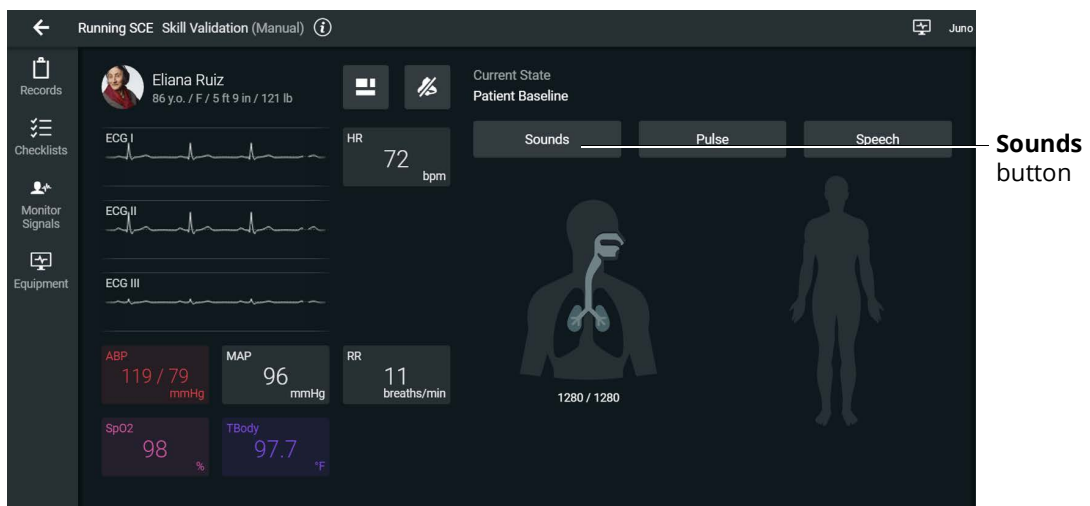 Running SCE Skill Validation (Manual) i
Juno
Records
Checklists
Monitor
Signals
Equipment
Eliana Ruiz
86 y.o. / F / 5 ft 9 in / 121 lb
Current State
Patient Baseline
Sounds
Pulse
Speech
Sounds
button
ECG I
HR
72
bpm
ECG II
ECG III
ABP
119 / 79
mmHg
MAP
96
mmHg
RR
11
breaths/min
1280 / 1280
SpO2
98
%
TBody
97.7
°F